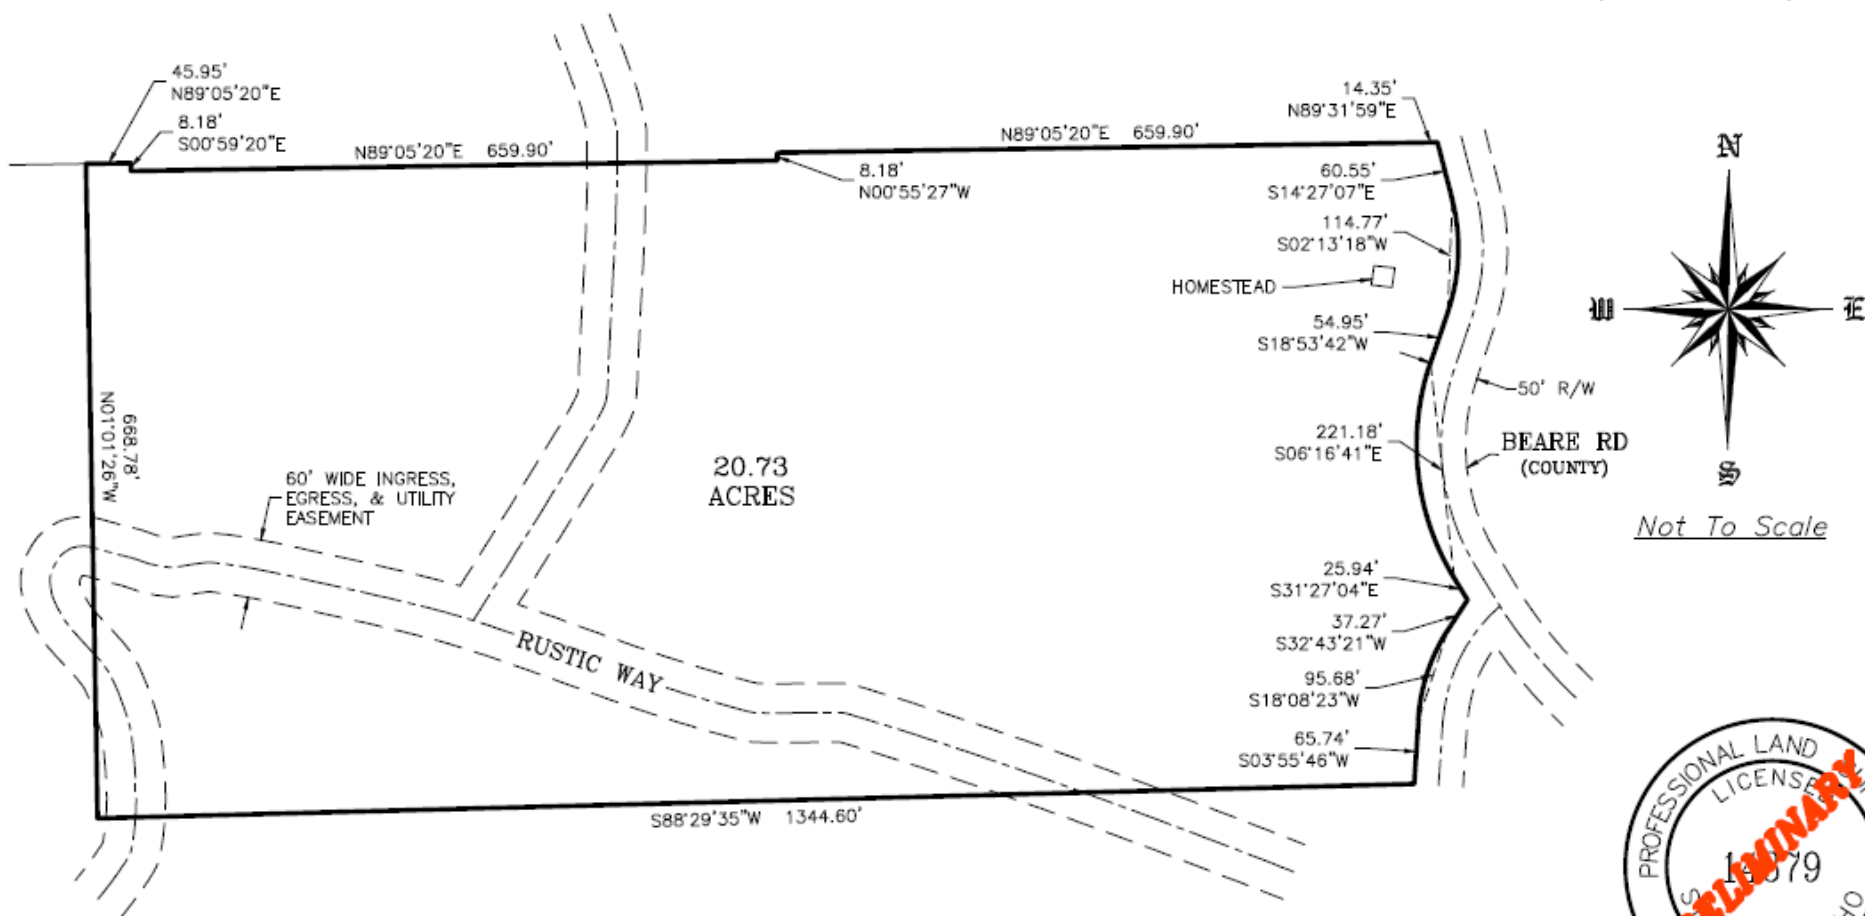 45.95'
N89°05'20"E
8.18'
S00°59'20"E
N89°05'20"E 659.90'
8.18'
N00°55'27"W
N89°05'20"E 659.90'
14.35'
N89°31'59"E
60.55'
S14°27'07"E
114.77'
S02°13'18"W
HOMESTEAD
54.95'
S18°53'42"W
50' R/W
BEARE RD
(COUNTY)
221.18'
S06°16'41"E
25.94'
S31°27'04"E
37.27'
S32°43'21"W
95.68'
S18°08'23"W
65.74'
S03°55'46"W
668.78'
N01°01'26"W
60' WIDE INGRESS,
EGRESS, & UTILITY
EASEMENT
20.73
ACRES
RUSTIC WAY
S88°29'35"W 1344.60'
N
W
E
S
Not To Scale
PROFESSIONAL LAND